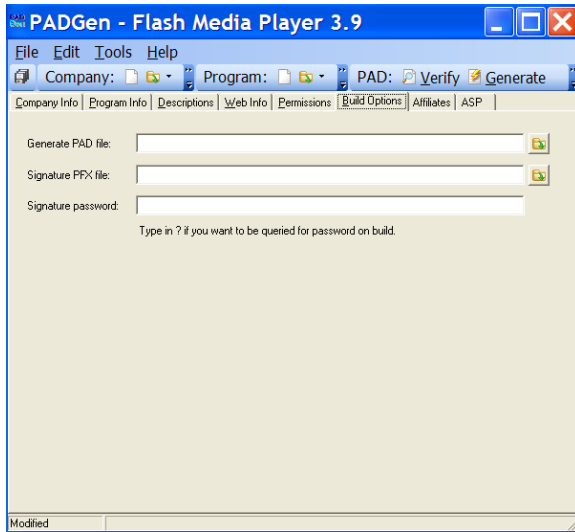 PADGen - Flash Media Player 3.9
File Edit Tools Help
Company: Program: PAD: Verify Generate
Company Info Program Info Descriptions Web Info Permissions Build Options Affiliates ASP
Generate PAD file:
Signature PFX file:
Signature password:
Type in ? if you want to be queried for password on build.
Modified